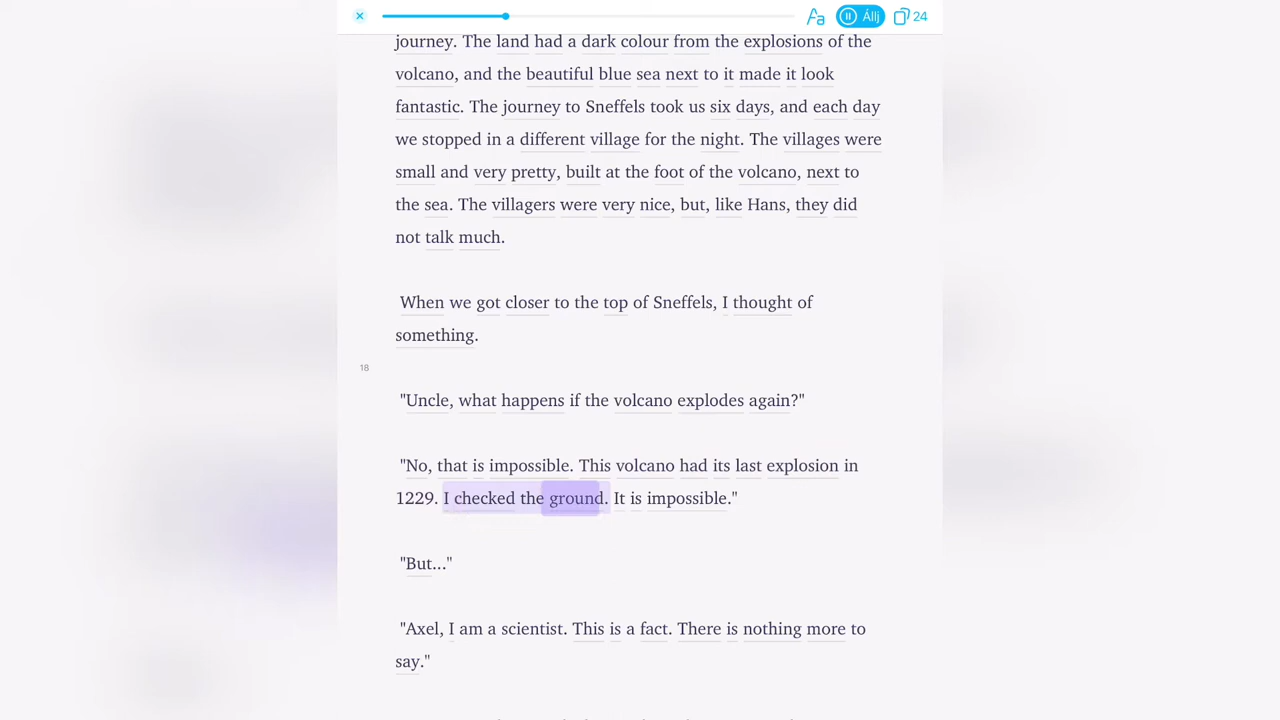 Állj
24
journey. The land had a dark colour from the explosions of the
volcano, and the beautiful blue sea next to it made it look
fantastic. The journey to Sneffels took us six days, and each day
we stopped in a different village for the night. The villages were
small and very pretty, built at the foot of the volcano, next to
the sea. The villagers were very nice, but, like Hans, they did
not talk much.
When we got closer to the top of Sneffels, I thought of
something.
18
"Uncle, what happens if the volcano explodes again?"
"No, that is impossible. This volcano had its last explosion in
1229. I checked the ground. It is impossible."
"But..."
"Axel, I am a scientist. This is a fact. There is nothing more to
say."